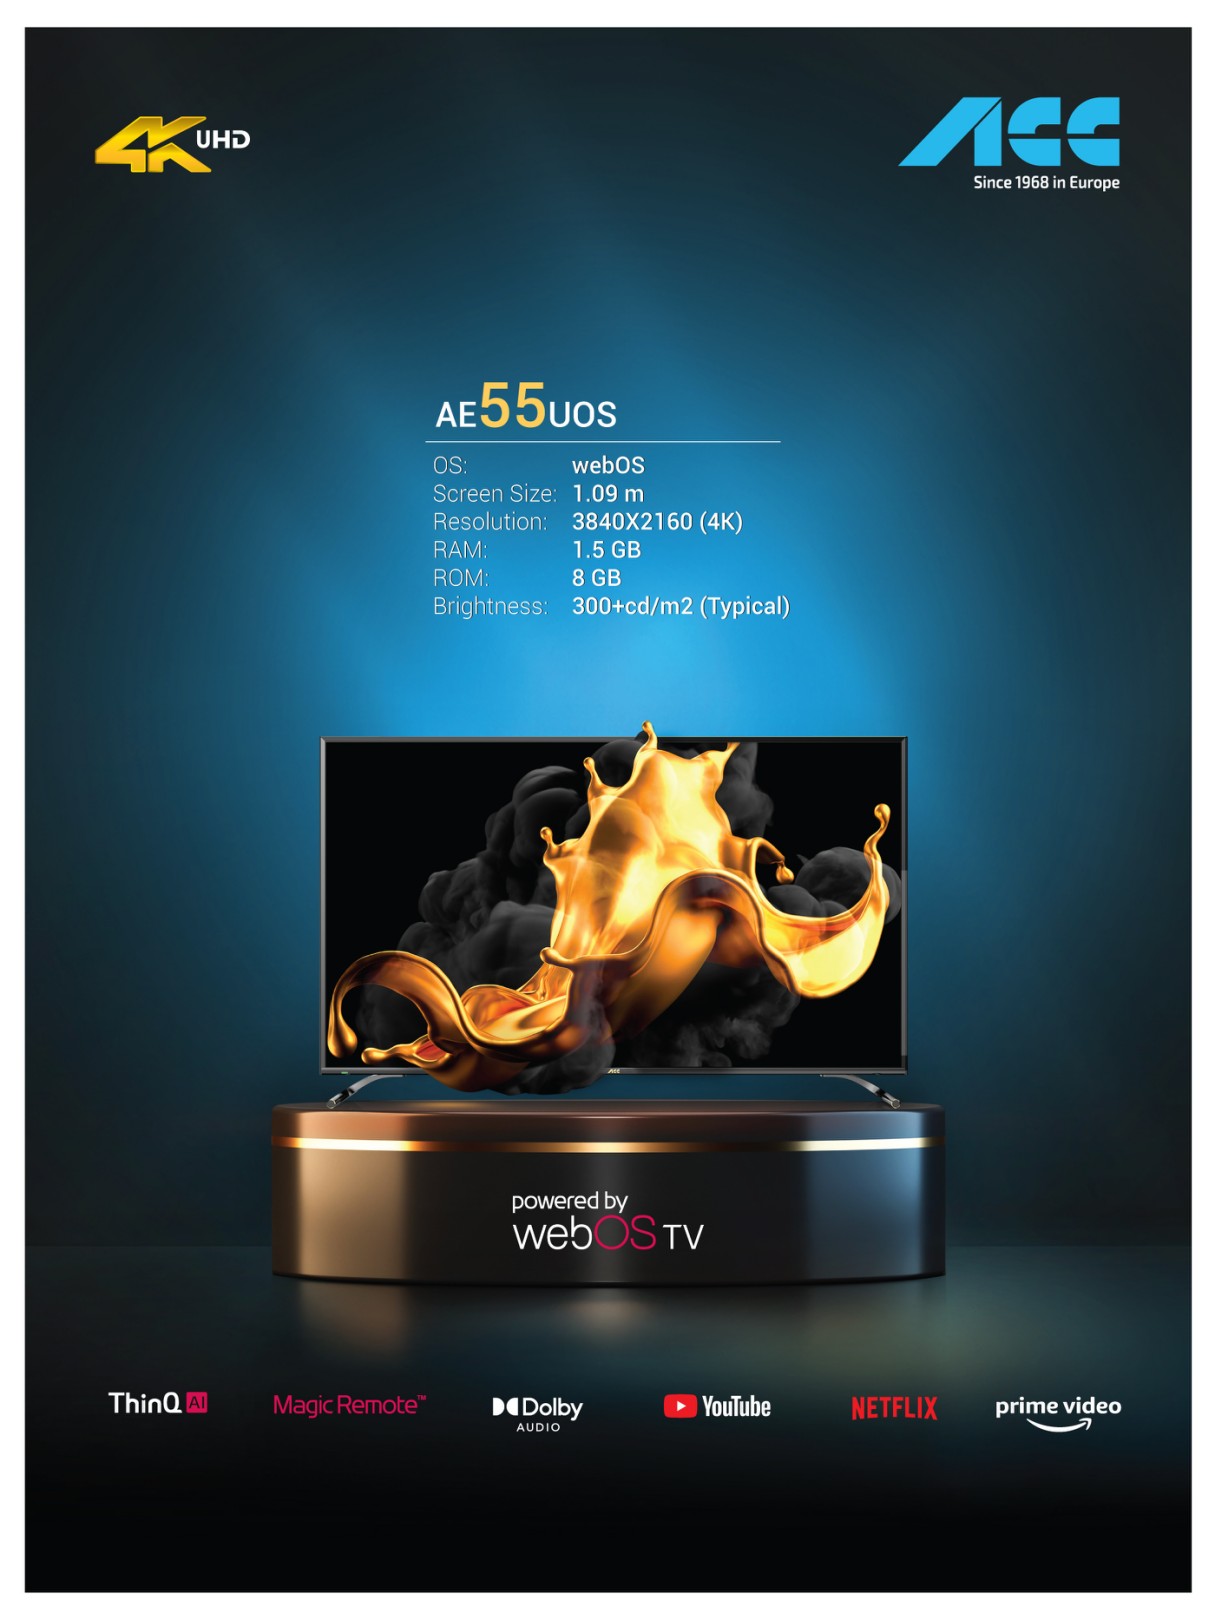 4K UHD
ACC
Since 1968 in Europe
AE55UOS
OS: webOS
Screen Size: 1.09 m
Resolution: 3840X2160 (4K)
RAM: 1.5 GB
ROM: 8 GB
Brightness: 300+cd/m2 (Typical)
ACC
powered by
webOS TV
ThinQ AI
Magic Remote™
Dolby
AUDIO
YouTube
NETFLIX
prime video